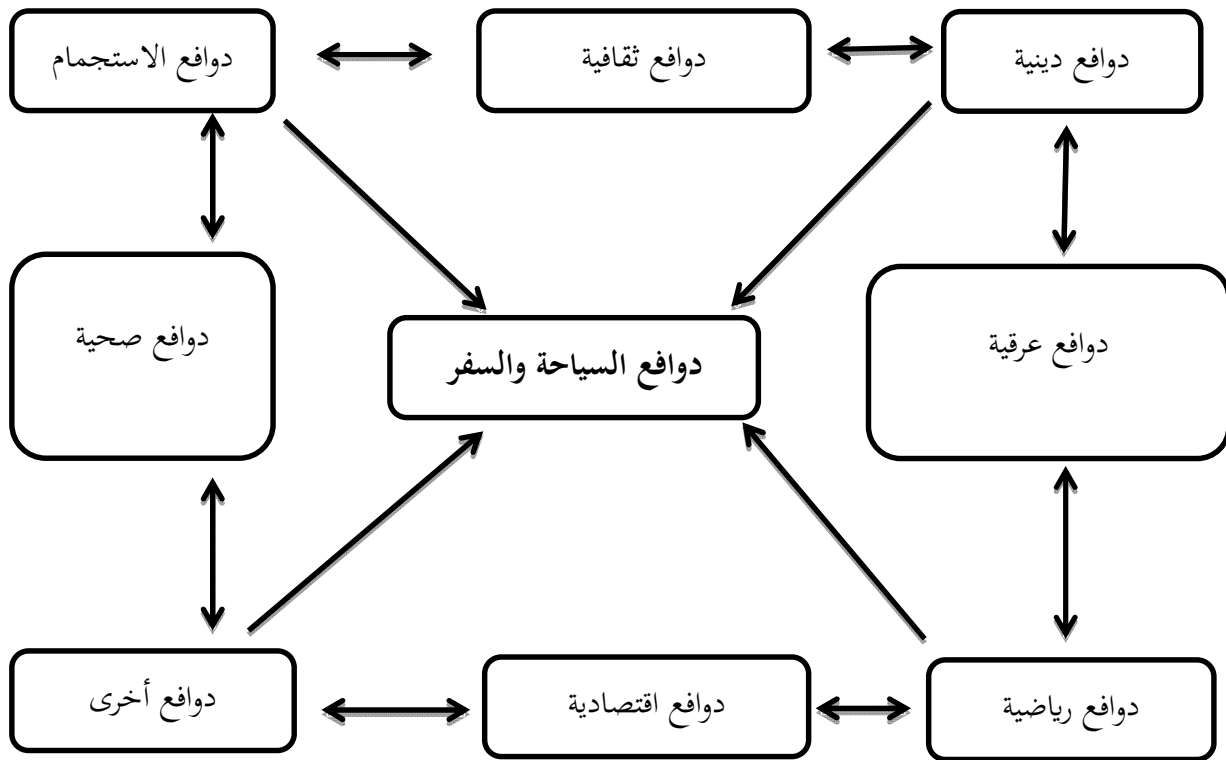 دوافع دينية
دوافع ثقافية
دوافع الاستجمام
دوافع عرقية
دوافع السياحة والسفر
دوافع صحية
دوافع رياضية
دوافع اقتصادية
دوافع أخرى